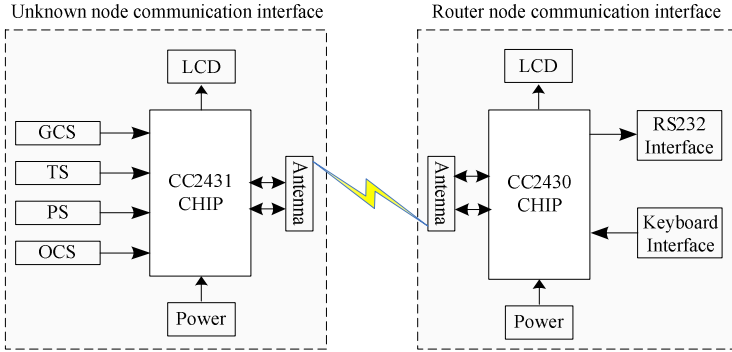 Unknown node communication interface
LCD
GCS
TS
PS
OCS
CC2431
CHIP
Antenna
Power
Router node communication interface
LCD
Antenna
CC2430
CHIP
RS232
Interface
Keyboard
Interface
Power